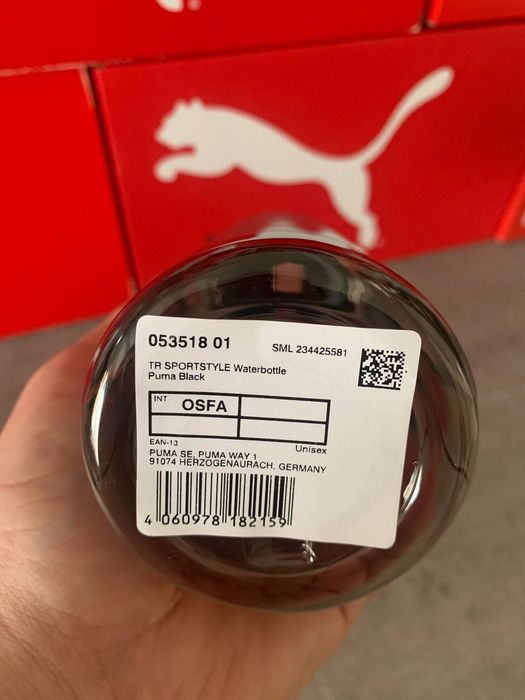 053518 01
SML 234425581
TR SPORTSTYLE Waterbottle
Puma Black
INT OSFA
EAN-13
Unisex
PUMA SE, PUMA WAY 1
91074 HERZOGENAURACH, GERMANY
4 060978 182159